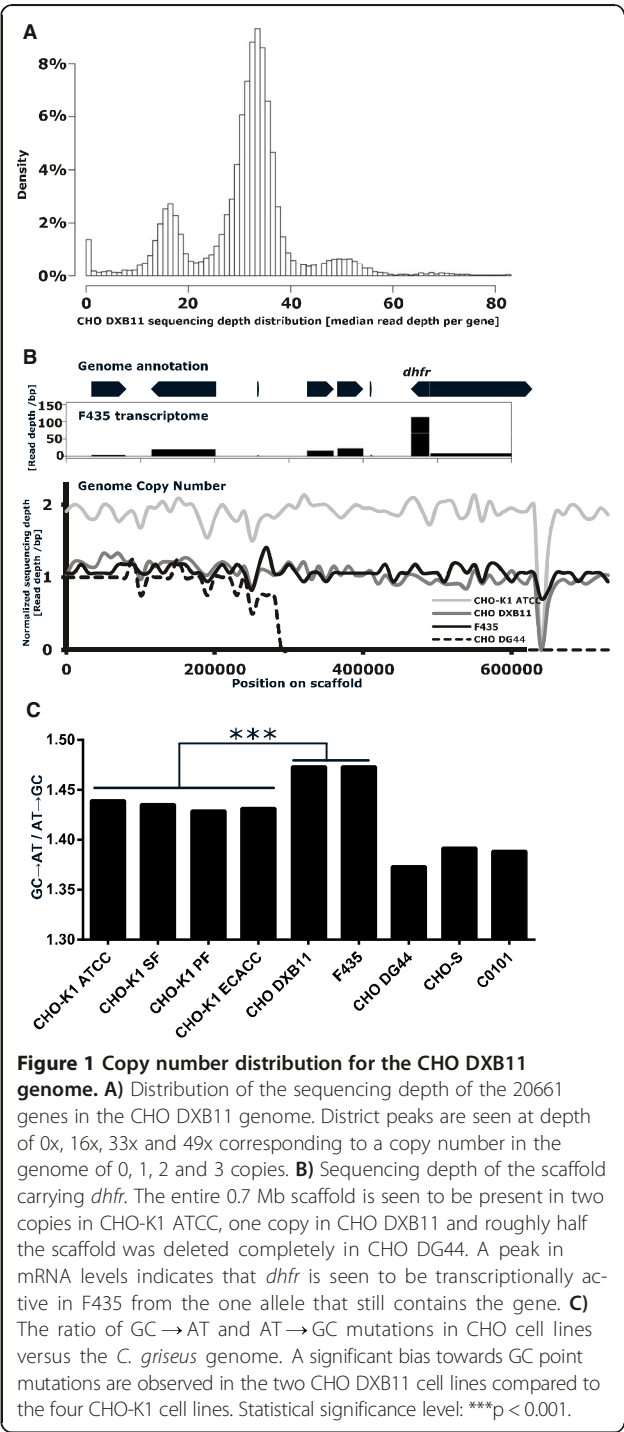 A
8%
6%
4%
2%
0%
Density
0 20 40 60 80
CHO DXB11 sequencing depth distribution [median read depth per gene]
B
Genome annotation
dhfr
[Read depth /bp]
150
100
50
0
F435 transcriptome
Genome Copy Number
Normalized sequencing depth
[Read depth /bp]
2
1
0
CHO-K1 ATCC
CHO DXB11
F435
CHO DG44
0 200000 400000 600000
Position on scaffold
C
***
GC→AT / AT→GC
1.50
1.45
1.40
1.35
1.30
CHO-K1 ATCC
CHO-K1 SF
CHO-K1 PF
CHO-K1 ECACC
CHO DXB11
F435
CHO DG44
CHO-S
C0101
Figure 1 Copy number distribution for the CHO DXB11
genome. A) Distribution of the sequencing depth of the 20661
genes in the CHO DXB11 genome. District peaks are seen at depth
of 0x, 16x, 33x and 49x corresponding to a copy number in the
genome of 0, 1, 2 and 3 copies. B) Sequencing depth of the scaffold
carrying dhfr. The entire 0.7 Mb scaffold is seen to be present in two
copies in CHO-K1 ATCC, one copy in CHO DXB11 and roughly half
the scaffold was deleted completely in CHO DG44. A peak in
mRNA levels indicates that dhfr is seen to be transcriptionally ac-
tive in F435 from the one allele that still contains the gene. C)
The ratio of GC → AT and AT → GC mutations in CHO cell lines
versus the C. griseus genome. A significant bias towards GC point
mutations are observed in the two CHO DXB11 cell lines compared to
the four CHO-K1 cell lines. Statistical significance level: ***p < 0.001.